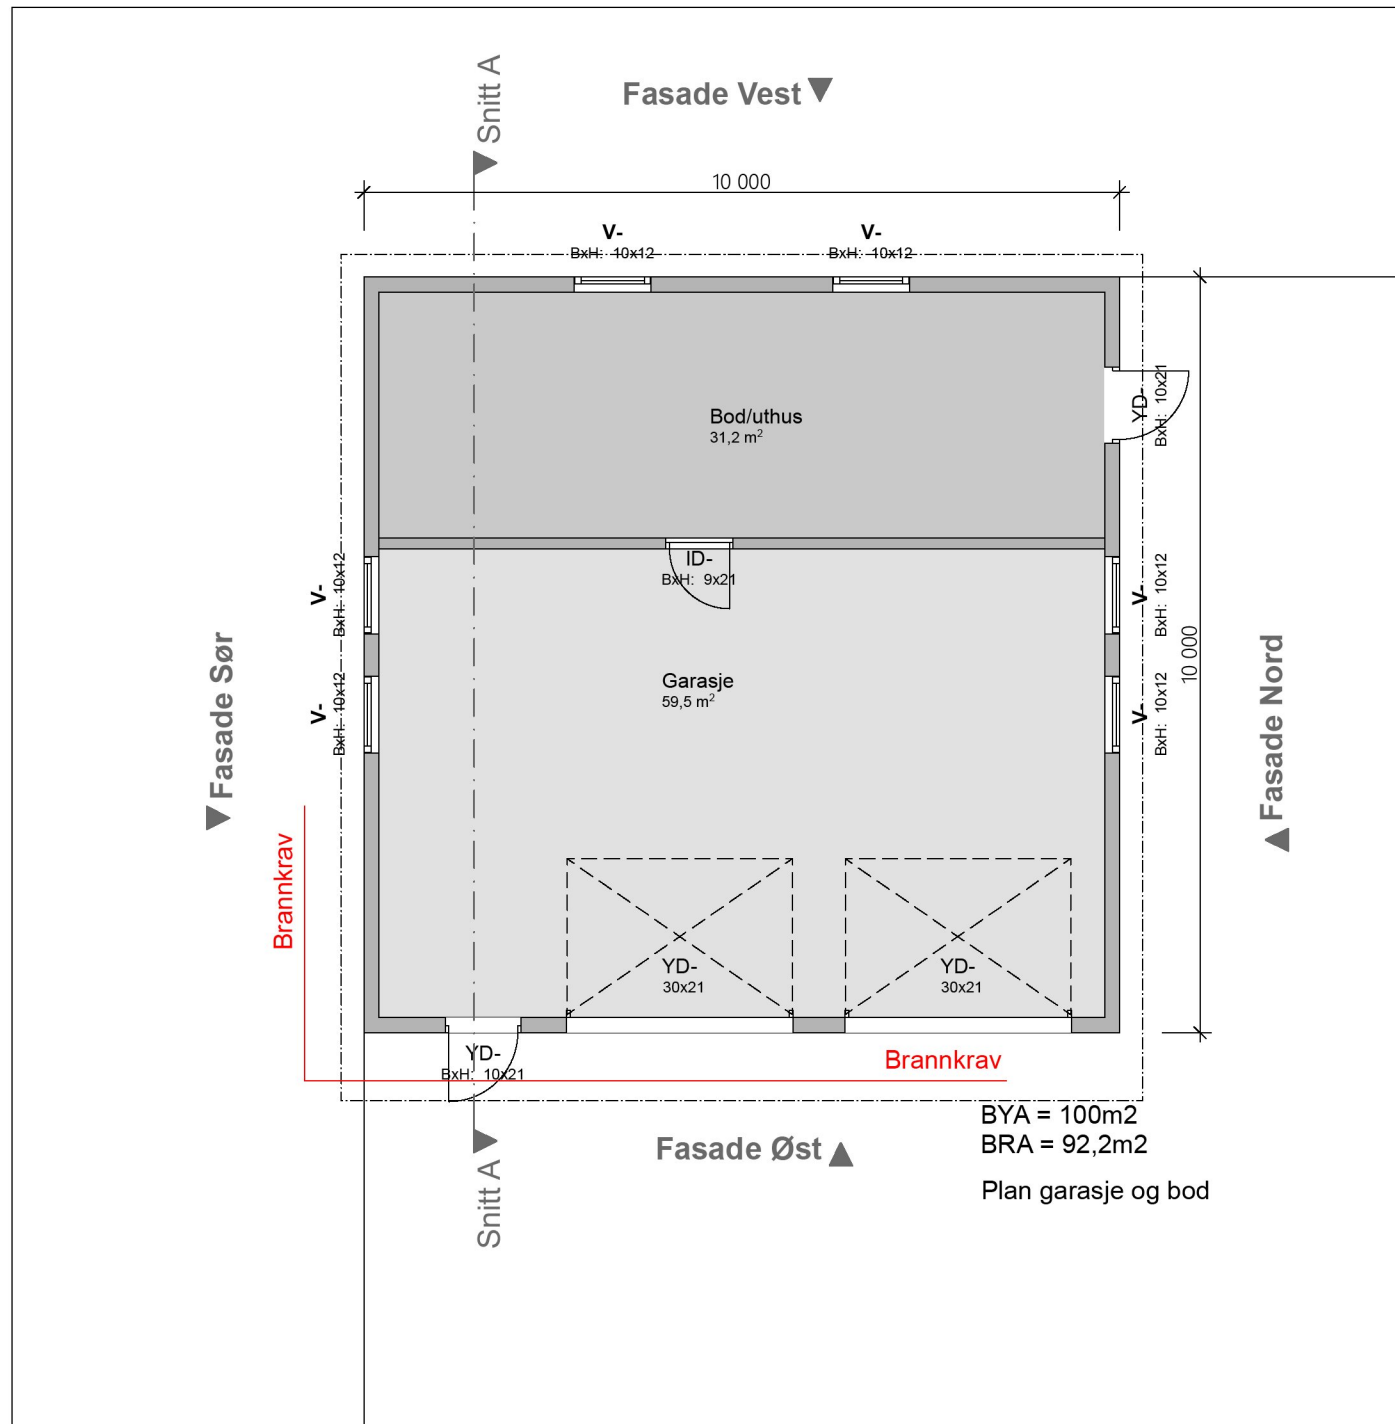 Snitt A
Fasade Vest
10 000
V-
BxH: 10x12
V-
BxH: 10x12
YD-
BxH: 10x21
Bod/uthus
31,2 m²
ID-
BxH: 9x21
V-
BxH: 10x12
V-
BxH: 10x12
Fasade Sør
Garasje
59,5 m²
V-
BxH: 10x12
V-
BxH: 10x12
10 000
Fasade Nord
Brannkrav
YD-
30x21
YD-
30x21
YD-
BxH: 10x21
Brannkrav
Snitt A
Fasade Øst
BYA = 100m2
BRA = 92,2m2
Plan garasje og bod